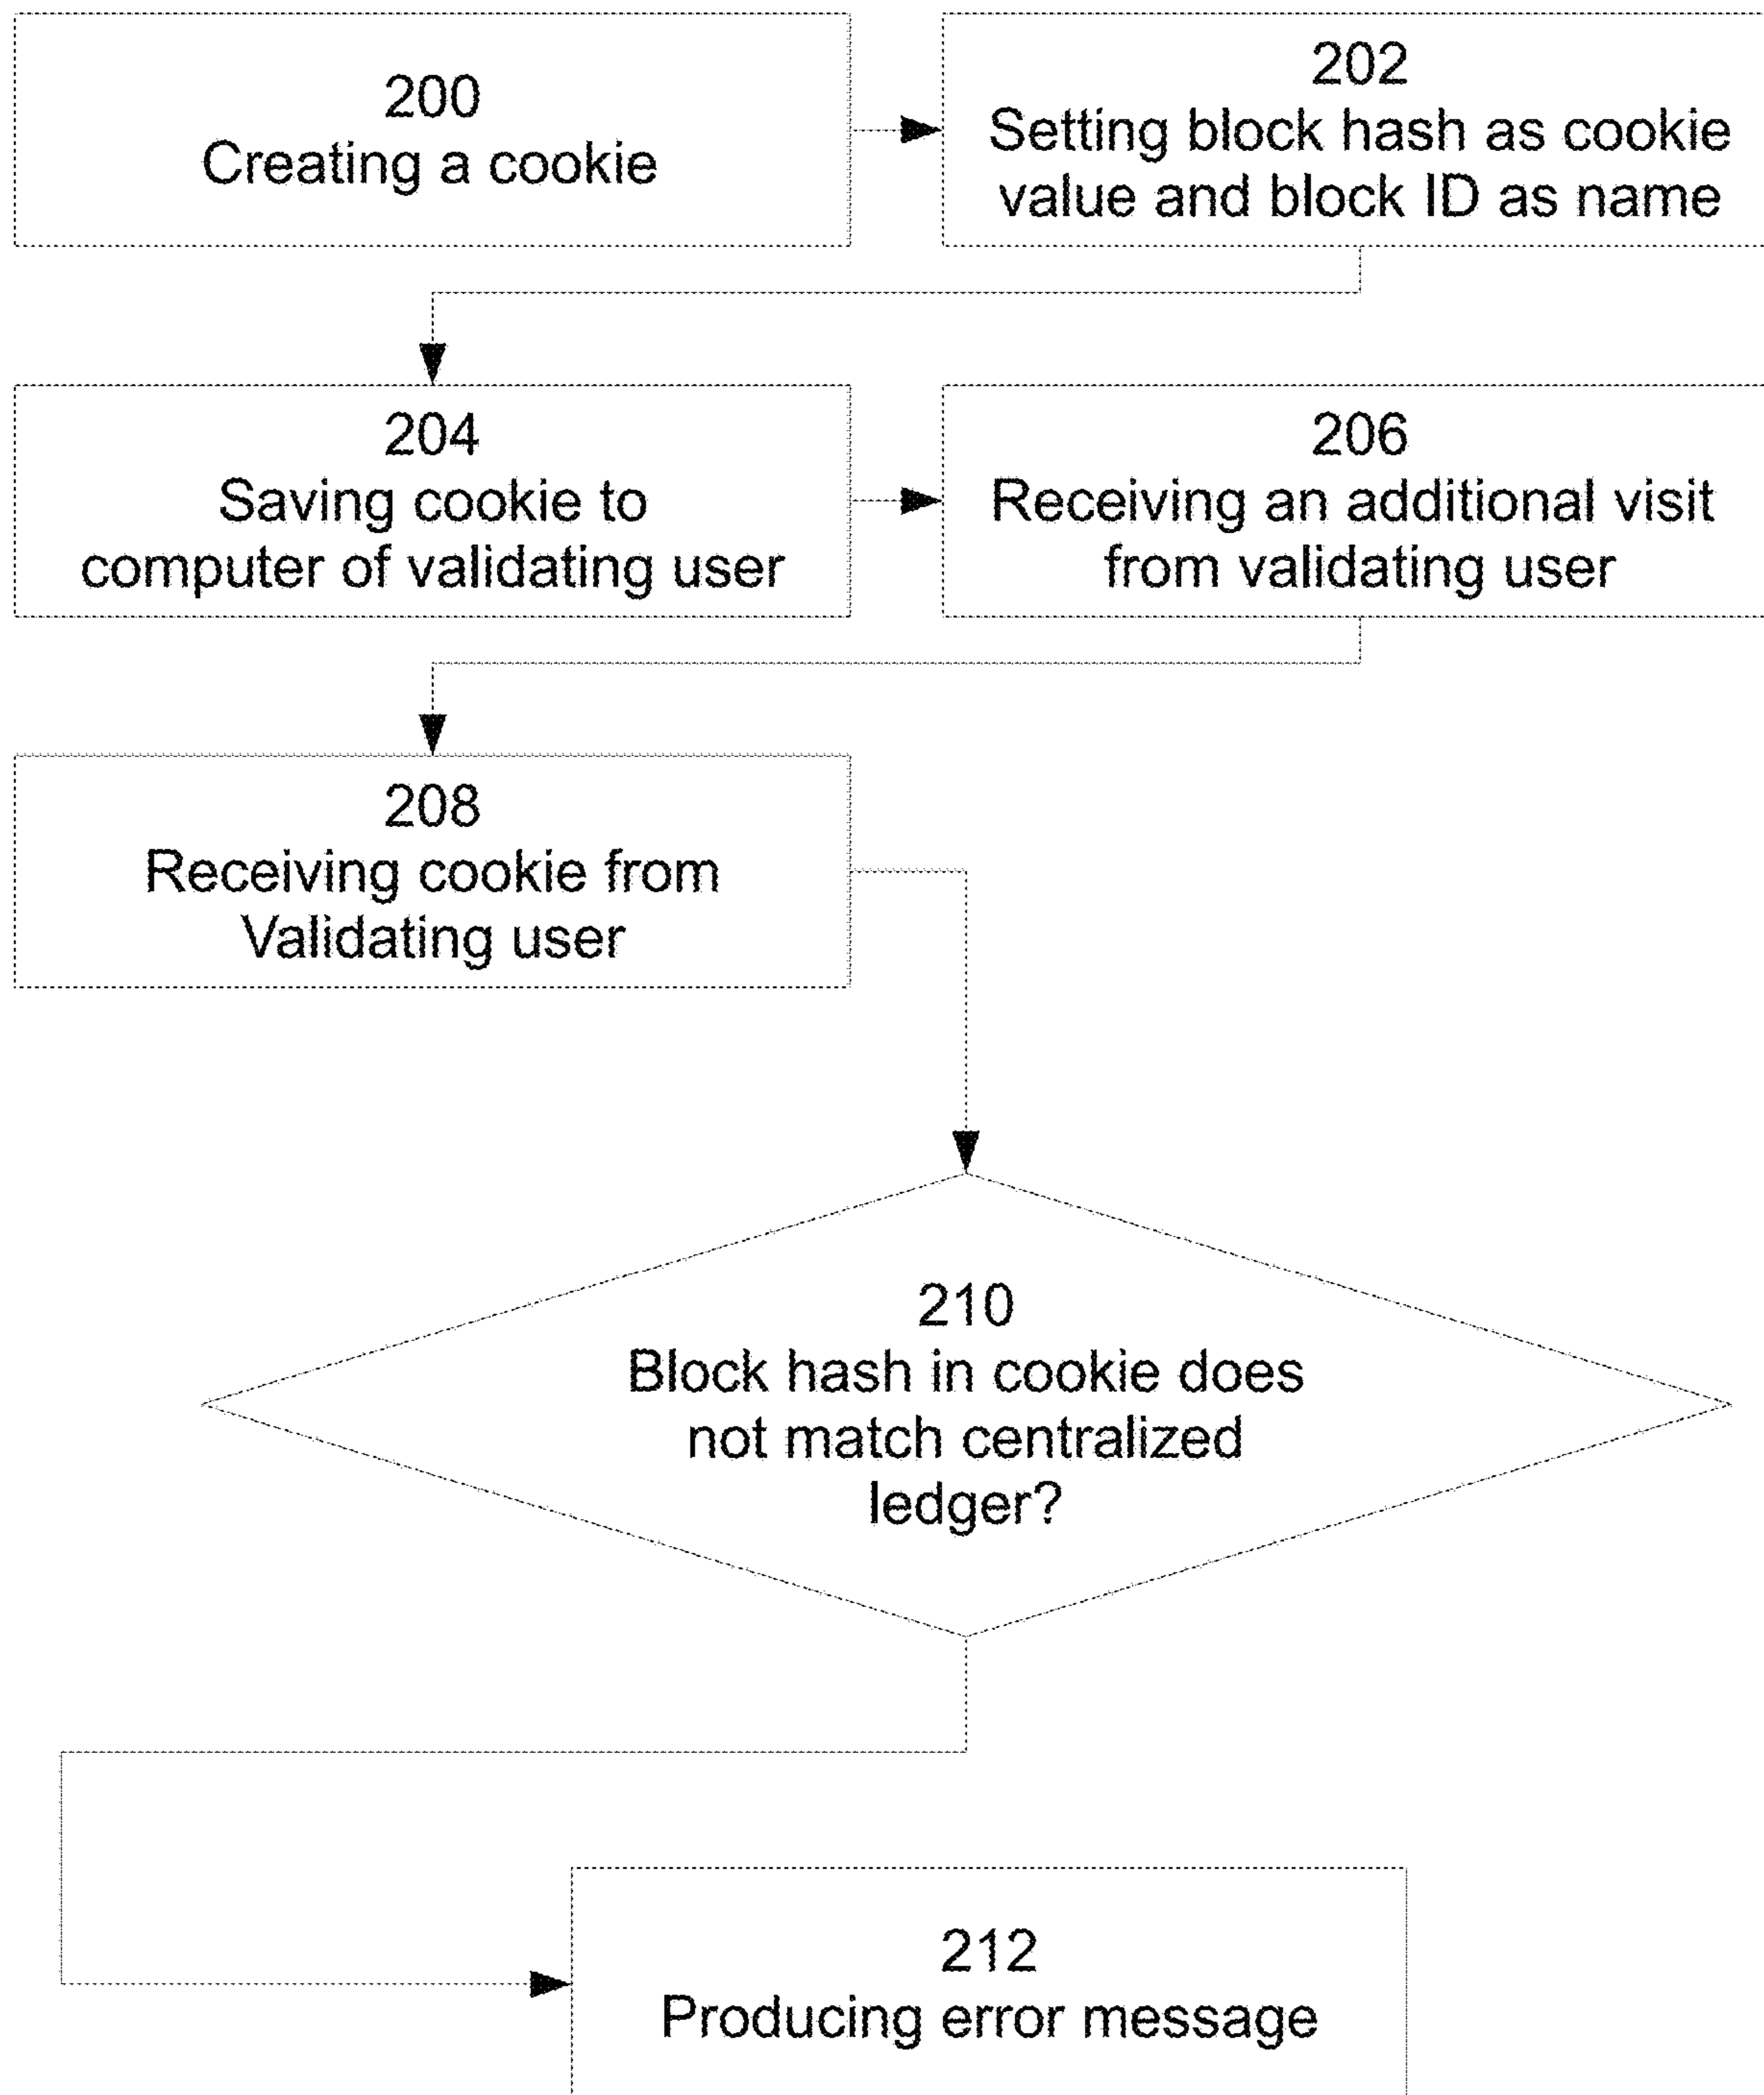 200
Creating a cookie
202
Setting block hash as cookie
value and block ID as name
204
Saving cookie to
computer of validating user
206
Receiving an additional visit
from validating user
208
Receiving cookie from
Validating user
210
Block hash in cookie does
not match centralized
ledger?
212
Producing error message